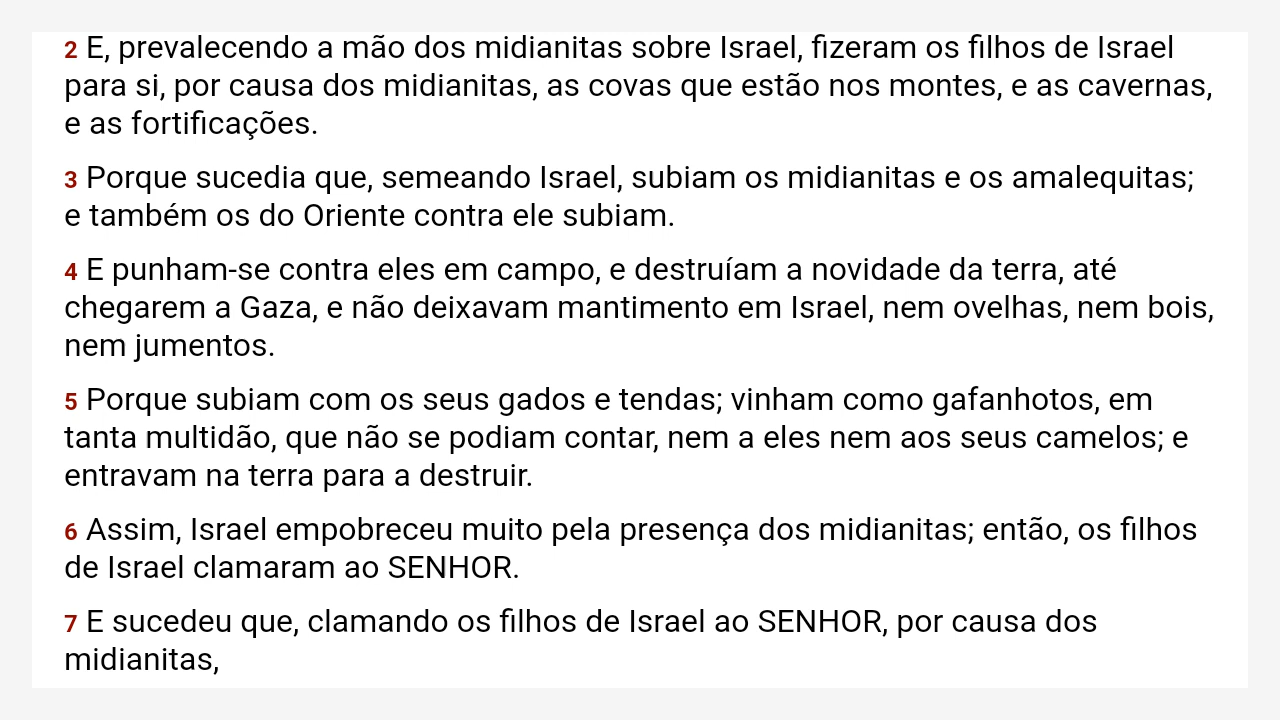 2 E, prevalecendo a mão dos midianitas sobre Israel, fizeram os filhos de Israel
para si, por causa dos midianitas, as covas que estão nos montes, e as cavernas,
e as fortificações.
3 Porque sucedia que, semeando Israel, subiam os midianitas e os amalequitas;
e também os do Oriente contra ele subiam.
4 E punham-se contra eles em campo, e destruíam a novidade da terra, até
chegarem a Gaza, e não deixavam mantimento em Israel, nem ovelhas, nem bois,
nem jumentos.
5 Porque subiam com os seus gados e tendas; vinham como gafanhotos, em
tanta multidão, que não se podiam contar, nem a eles nem aos seus camelos; e
entravam na terra para a destruir.
6 Assim, Israel empobreceu muito pela presença dos midianitas; então, os filhos
de Israel clamaram ao SENHOR.
7 E sucedeu que, clamando os filhos de Israel ao SENHOR, por causa dos
midianitas,